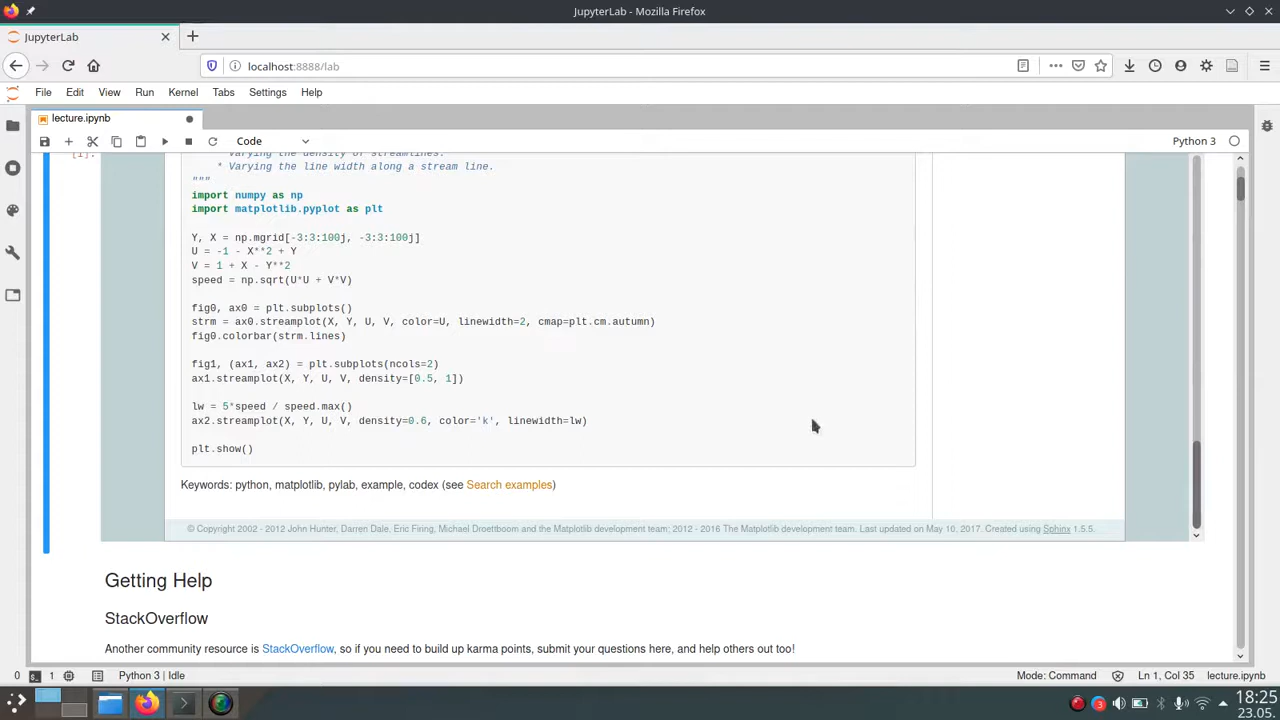 JupyterLab - Mozilla Firefox
JupyterLab
localhost:8888/lab
File Edit View Run Kernel Tabs Settings Help
lecture.ipynb
Code
Python 3
[1]:
* Varying the density of streamlines.
* Varying the line width along a stream line.
"""
import numpy as np
import matplotlib.pyplot as plt
Y, X = np.mgrid[-3:3:100j, -3:3:100j]
U = -1 - X**2 + Y
V = 1 + X - Y**2
speed = np.sqrt(U*U + V*V)
fig0, ax0 = plt.subplots()
strm = ax0.streamplot(X, Y, U, V, color=U, linewidth=2, cmap=plt.cm.autumn)
fig0.colorbar(strm.lines)
fig1, (ax1, ax2) = plt.subplots(ncols=2)
ax1.streamplot(X, Y, U, V, density=[0.5, 1])
lw = 5*speed / speed.max()
ax2.streamplot(X, Y, U, V, density=0.6, color='k', linewidth=lw)
plt.show()
Keywords: python, matplotlib, pylab, example, codex (see Search examples)
© Copyright 2002 - 2012 John Hunter, Darren Dale, Eric Firing, Michael Droettboom and the Matplotlib development team; 2012 - 2016 The Matplotlib development team. Last updated on May 10, 2017. Created using Sphinx 1.5.5.
Getting Help
StackOverflow
Another community resource is StackOverflow, so if you need to build up karma points, submit your questions here, and help others out too!
0 1 Python 3 | Idle Mode: Command Ln 1, Col 35 lecture.ipynb
3
18:25
23.05.